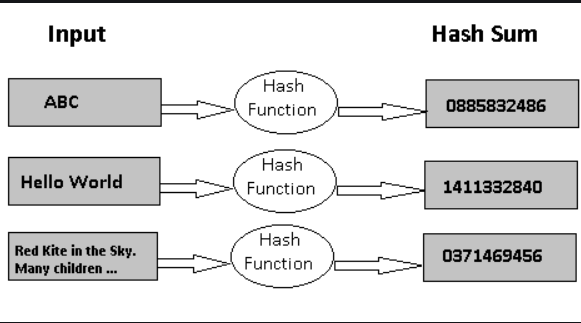 Input
Hash Sum
ABC
Hash
Function
0885832486
Hello World
Hash
Function
1411332840
Red Kite in the Sky.
Many children ...
Hash
Function
0371469456